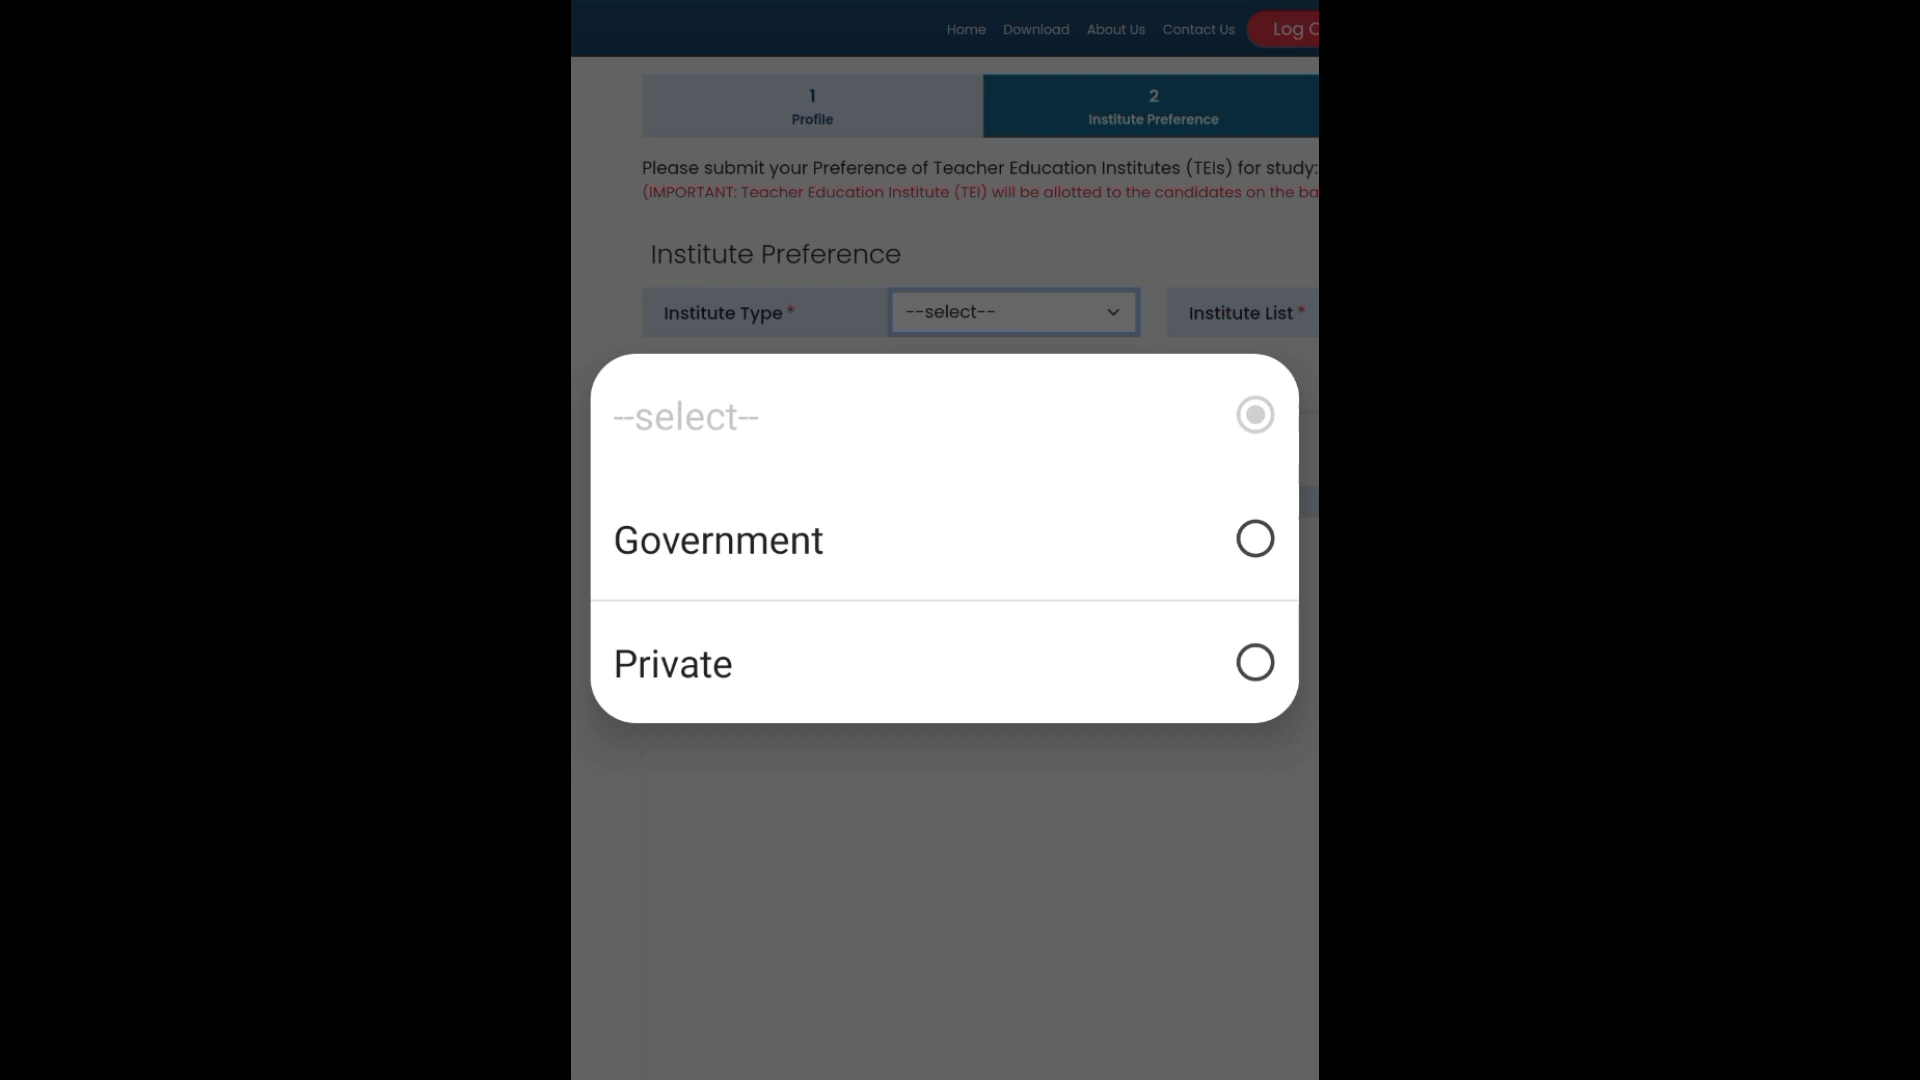 Home Download About Us Contact Us Log
1
Profile
2
Institute Preference
Please submit your Preference of Teacher Education Institutes (TEIs) for study:
(IMPORTANT: Teacher Education Institute (TEI) will be allotted to the candidates on the
Institute Preference
Institute Type * --select-- Institute List *
--select--
Government
Private